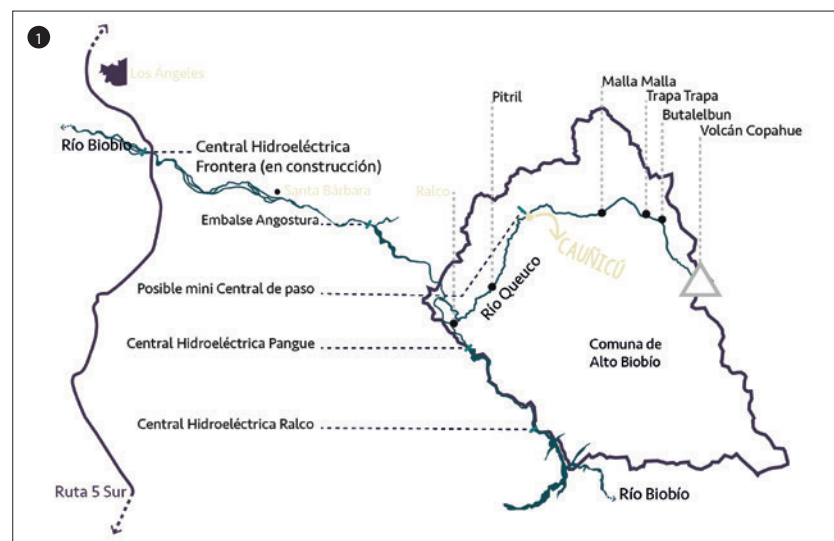 1
Los Ángeles
Río Biobío
Central Hidroeléctrica
Frontera (en construcción)
Santa Bárbara
Embalse Angostura
Posible mini Central de paso
Central Hidroeléctrica Pangue
Central Hidroeléctrica Ralco
Ruta 5 Sur
Ralco
Pitril
Malla Malla
Trapa Trapa
Butalelbun
Volcán Copahue
CAUÑICÚ
Río Queuco
Comuna de
Alto Biobío
Río Biobío